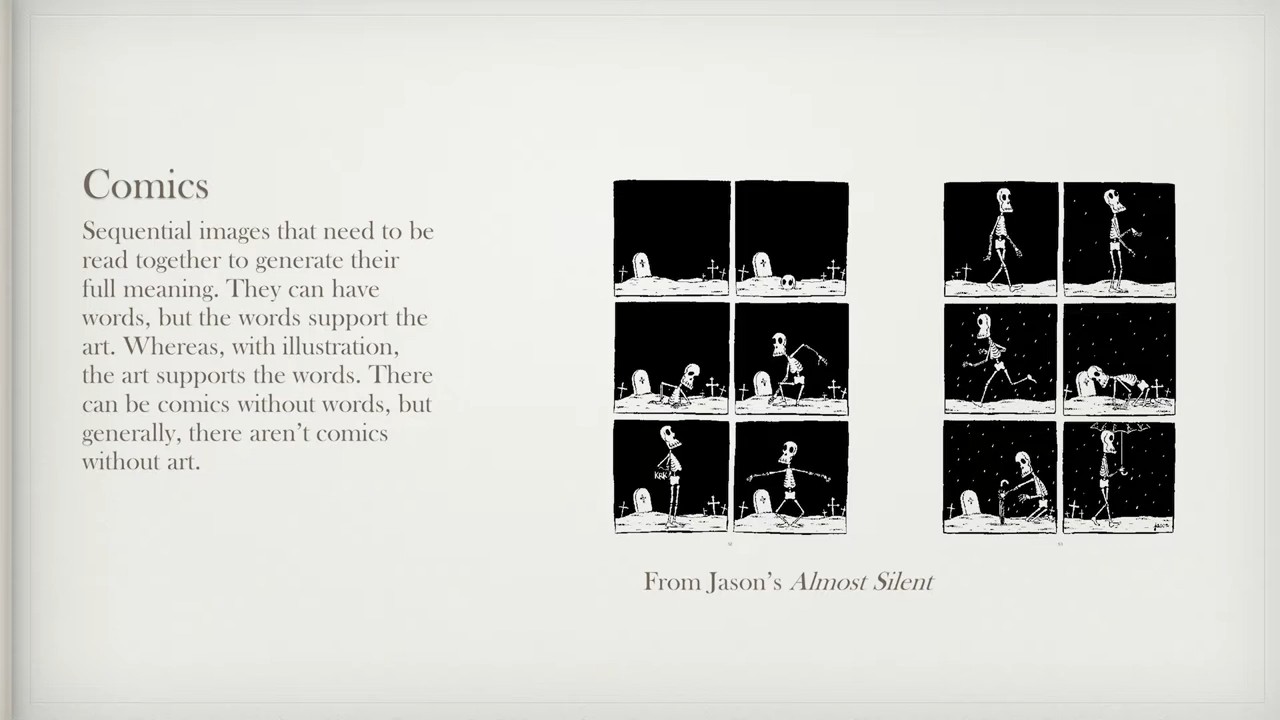 Comics
Sequential images that need to be
read together to generate their
full meaning. They can have
words, but the words support the
art. Whereas, with illustration,
the art supports the words. There
can be comics without words, but
generally, there aren’t comics
without art.
From Jason’s Almost Silent